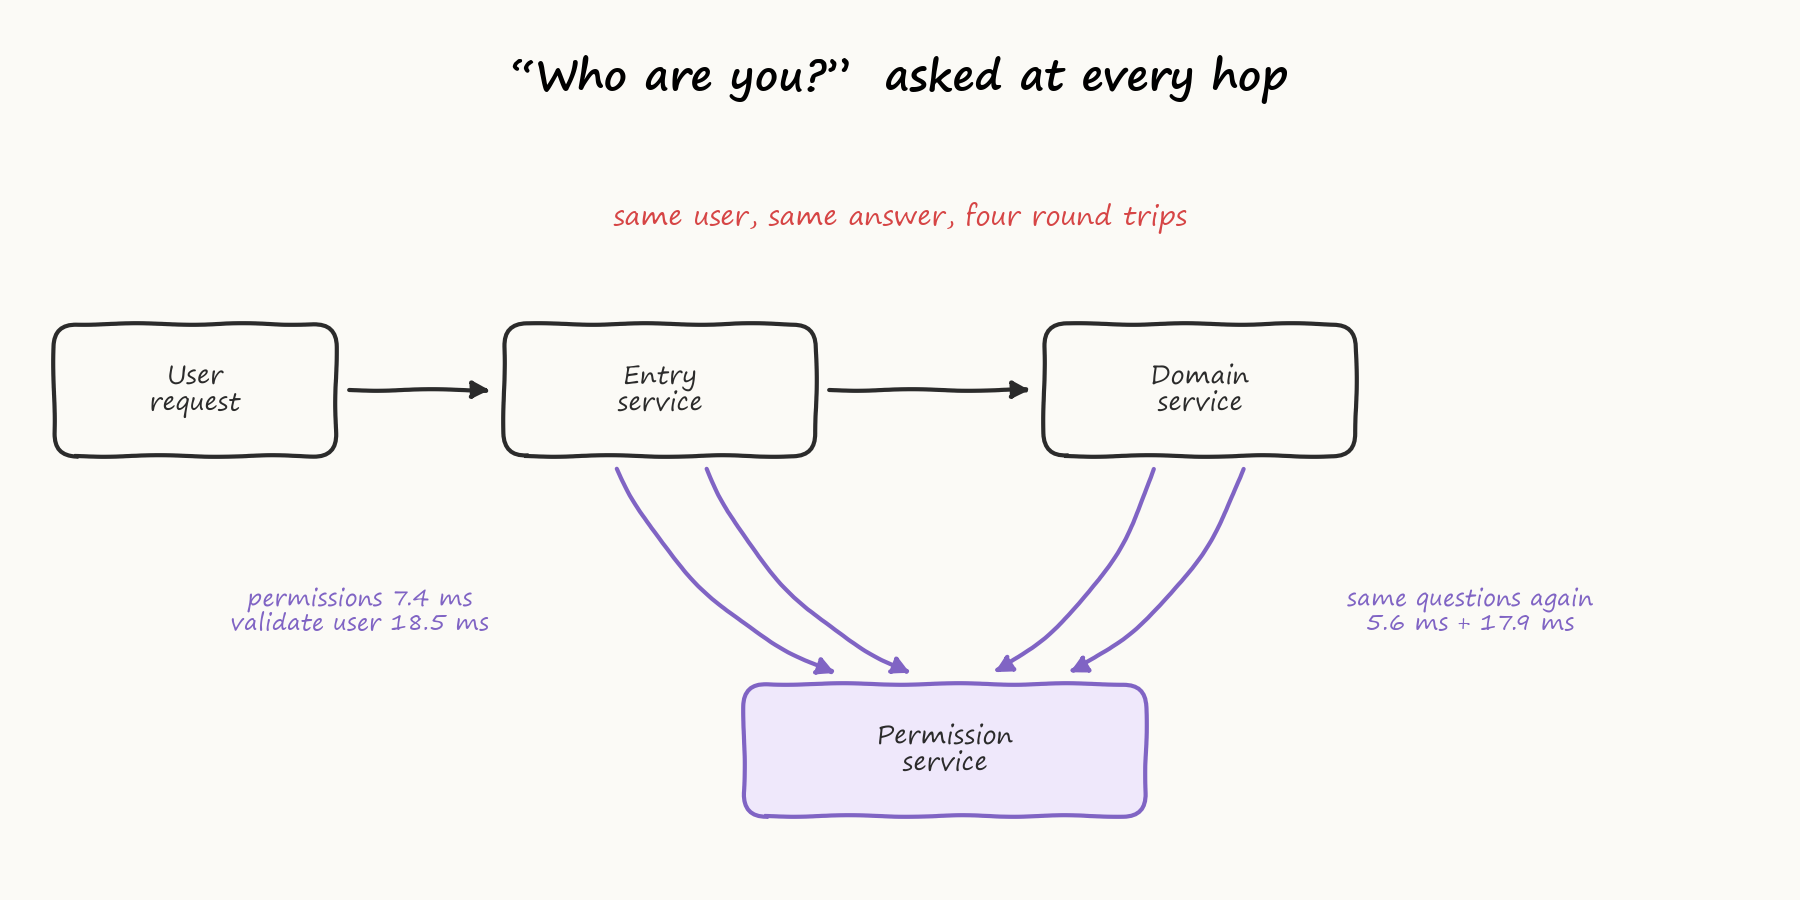 “Who are you?” asked at every hop
same user, same answer, four round trips
User
request
Entry
service
Domain
service
permissions 7.4 ms
validate user 18.5 ms
same questions again
5.6 ms + 17.9 ms
Permission
service